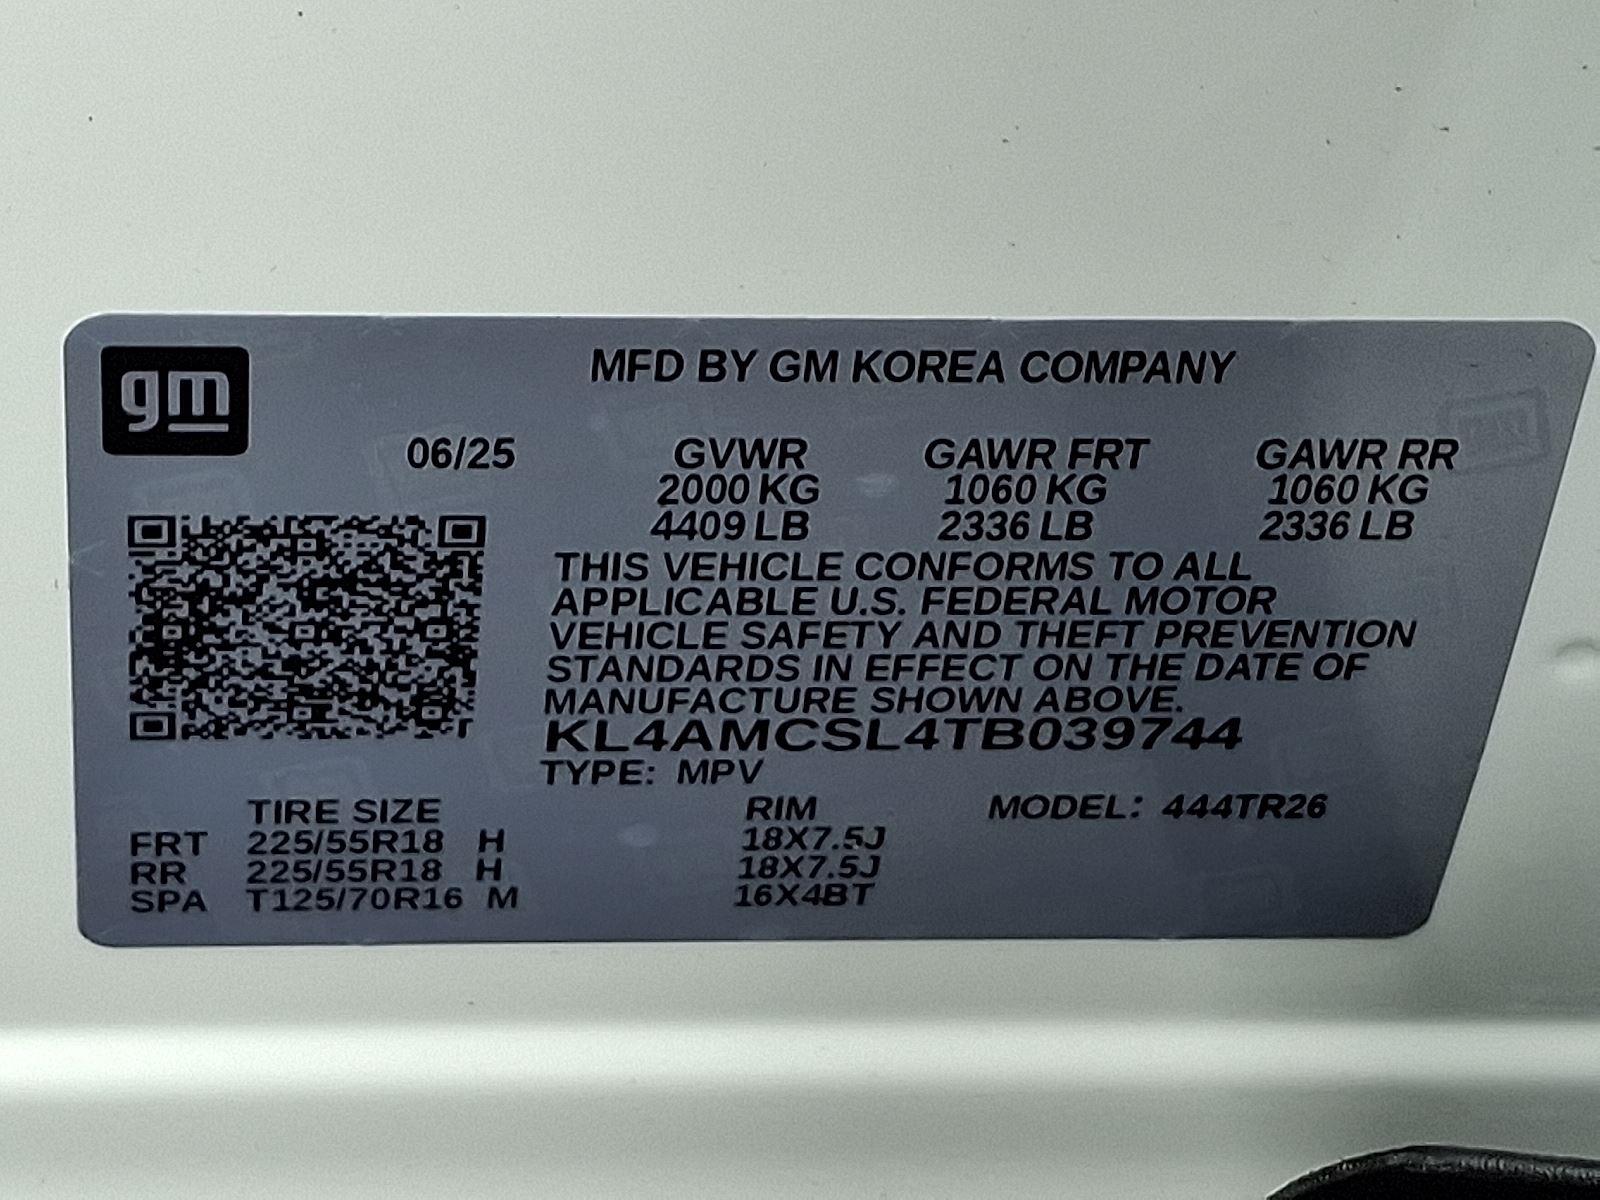 gm
MFD BY GM KOREA COMPANY
06/25 GVWR GAWR FRT GAWR RR
2000 KG 1060 KG 1060 KG
4409 LB 2336 LB 2336 LB
THIS VEHICLE CONFORMS TO ALL
APPLICABLE U.S. FEDERAL MOTOR
VEHICLE SAFETY AND THEFT PREVENTION
STANDARDS IN EFFECT ON THE DATE OF
MANUFACTURE SHOWN ABOVE.
KL4AMCSL4TB039744
TYPE: MPV
TIRE SIZE RIM MODEL: 444TR26
FRT 225/55R18 H 18X7.5J
RR 225/55R18 H 18X7.5J
SPA T125/70R16 M 16X4BT